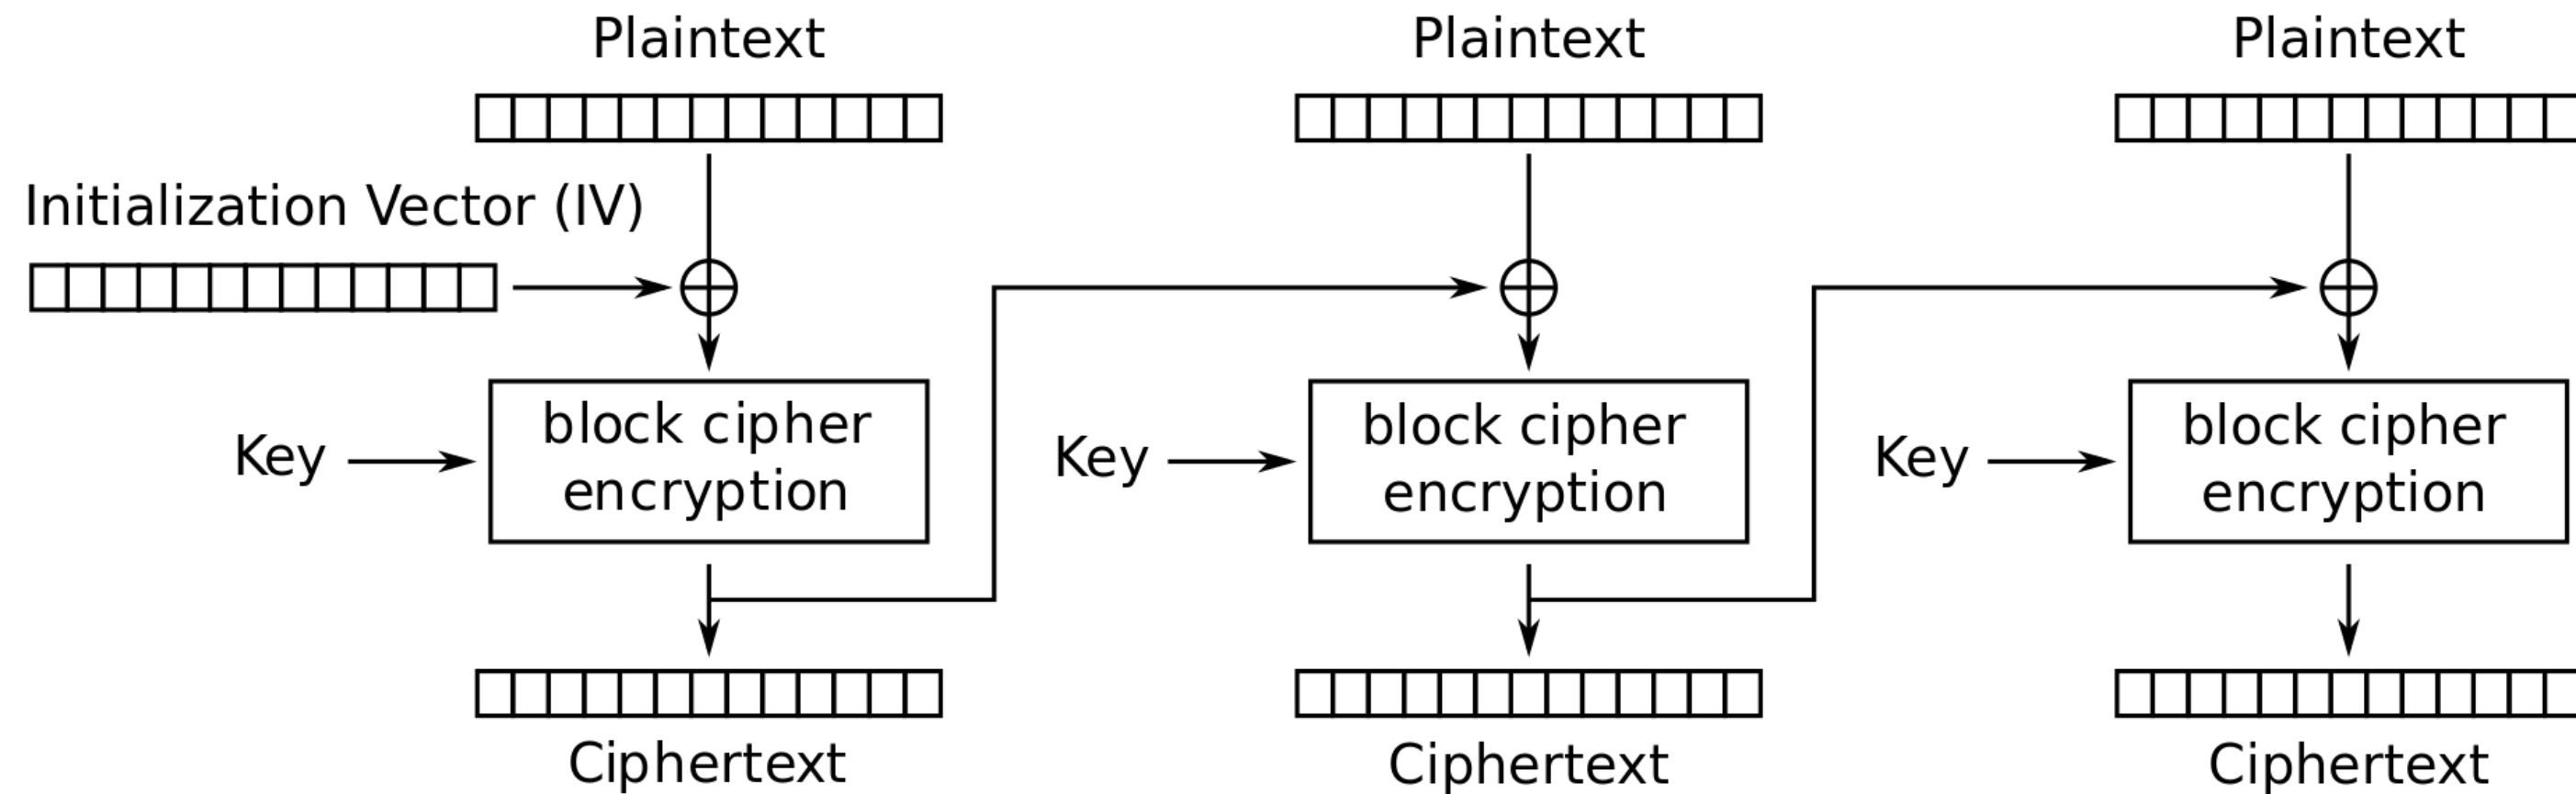 Plaintext
Plaintext
Plaintext
Initialization Vector (IV)
Key
block cipher
encryption
Key
block cipher
encryption
Key
block cipher
encryption
Ciphertext
Ciphertext
Ciphertext